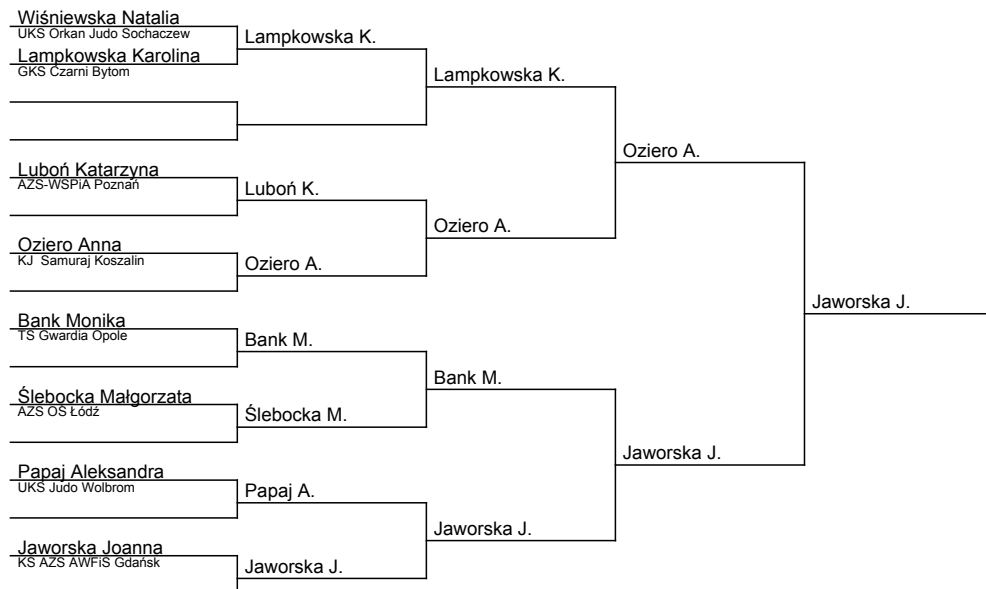 Wiśniewska Natalia
UKS Orkan Judo Sochaczew
Lampkowska K.
Lampkowska Karolina
GKS Czarni Bytom
Lampkowska K.
Oziero A.
Luboń Katarzyna
AZS-WSPiA Poznań
Luboń K.
Oziero A.
Oziero Anna
KJ  Samuraj Koszalin
Oziero A.
Jaworska J.
Bank Monika
TS Gwardia Opole
Bank M.
Bank M.
Ślebocka Małgorzata
AZS OŚ Łódź
Ślebocka M.
Jaworska J.
Papaj Aleksandra
UKS Judo Wolbrom
Papaj A.
Jaworska J.
Jaworska Joanna
KS AZS AWFiS Gdańsk
Jaworska J.